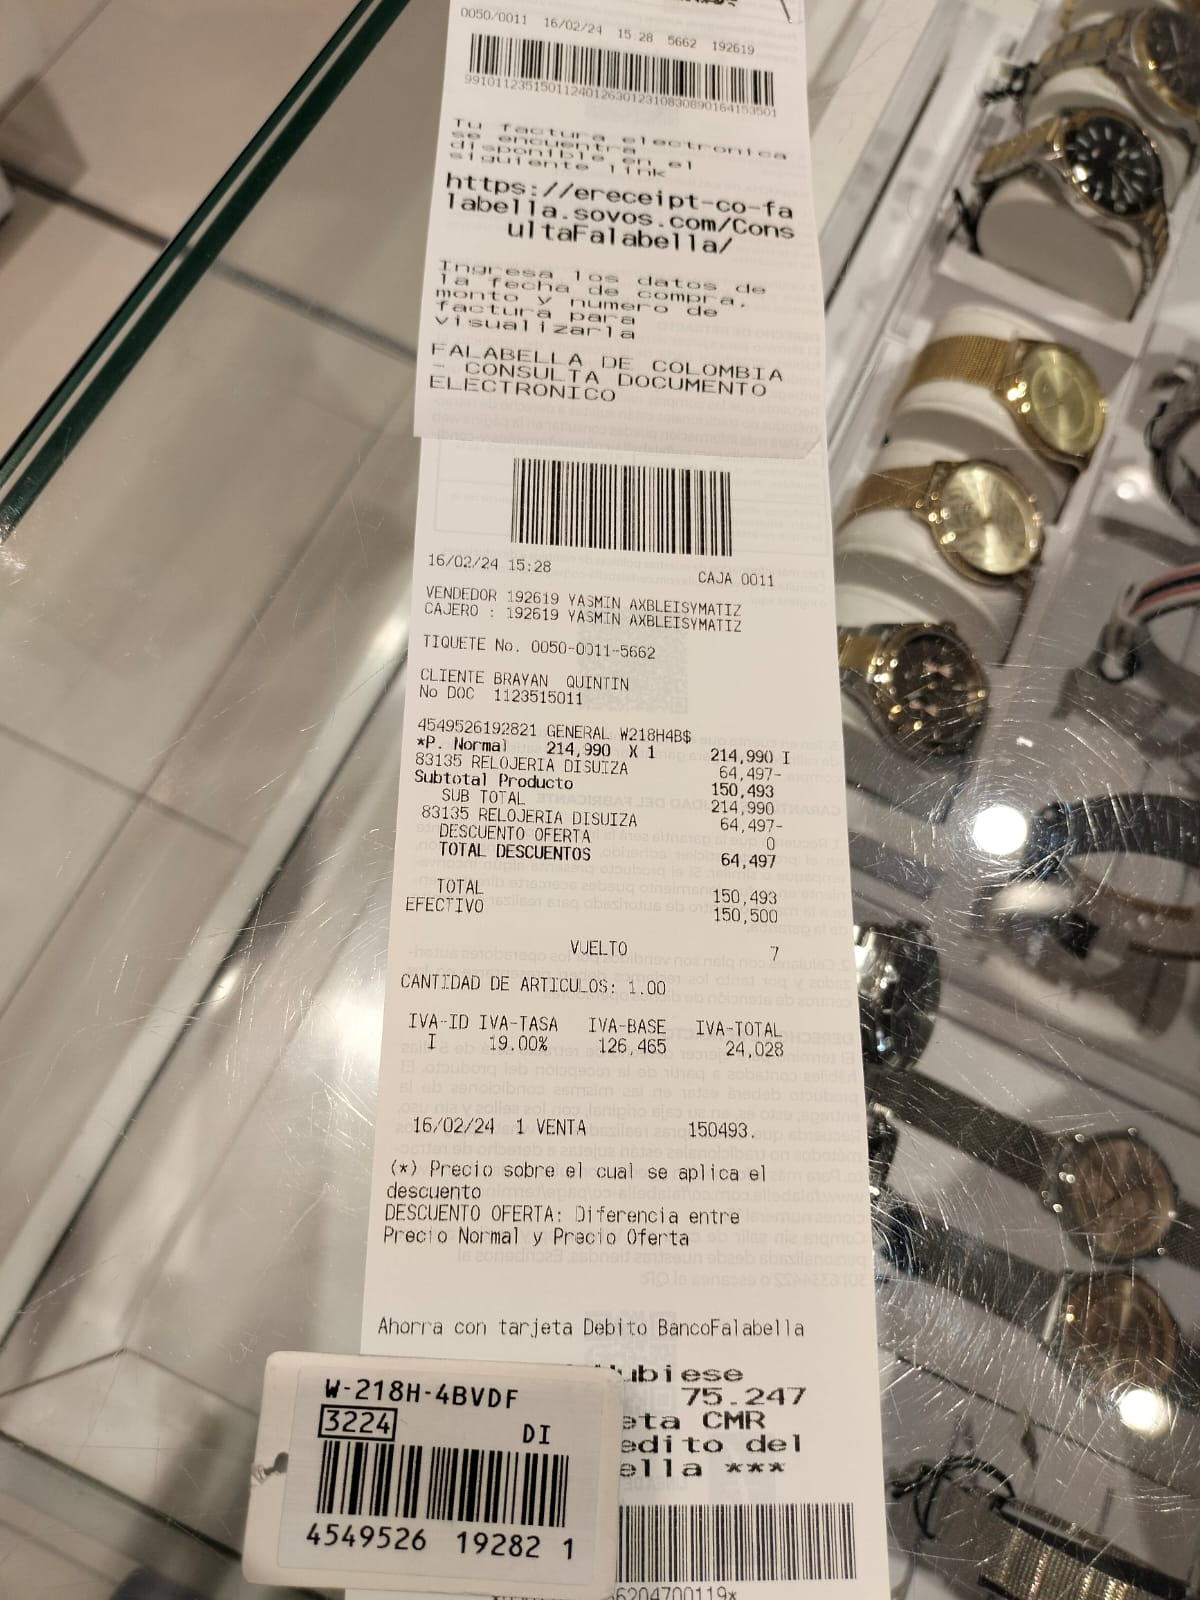 0050/0011 16/02/24 15:28 5662 192619
Tu factura electronica
se encuentra
disponible en el
siguiente link
https://ereceipt-co-fa
labella.sovos.com/Cons
ultaFalabella/
Ingresa los datos de
la fecha de compra,
monto y numero de
factura para
visualizarla
FALABELLA DE COLOMBIA
- CONSULTA DOCUMENTO
ELECTRONICO
16/02/24 15:28 CAJA 0011
VENDEDOR 192619 YASMIN AXBLEISYMATIZ
CAJERO : 192619 YASMIN AXBLEISYMATIZ
TIQUETE No. 0050-0011-5662
CLIENTE BRAYAN QUINTIN
No DOC 1123515011
4549526192821 GENERAL W218H4B$
*P. Normal 214,990 X 1 214,990 I
83135 RELOJERIA DISUIZA 64,497-
Subtotal Producto 150,493
SUB TOTAL 214,990
83135 RELOJERIA DISUIZA 64,497-
DESCUENTO OFERTA 0
TOTAL DESCUENTOS 64,497
TOTAL 150,493
EFECTIVO 150,500
VUELTO 7
CANTIDAD DE ARTICULOS: 1.00
IVA-ID IVA-TASA IVA-BASE IVA-TOTAL
I 19.00% 126,465 24,028
16/02/24 1 VENTA 150493.
(*) Precio sobre el cual se aplica el
descuento
DESCUENTO OFERTA: Diferencia entre
Precio Normal y Precio Oferta
Ahorra con tarjeta Debito BancoFalabella
ubiese
75.247
eta CMR
edito del
ella ***
6204700119*
W-218H-4BVDF
3224 DI
4549526 19282 1